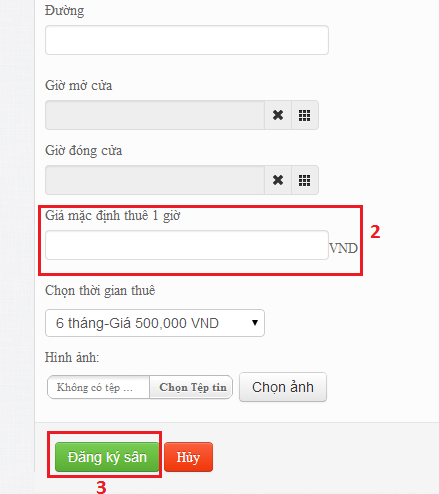 Đường
Giờ mở cửa
Giờ đóng cửa
Giá mặc định thuê 1 giờ
2
VND
Chọn thời gian thuê
6 tháng-Giá 500,000 VND
Hình ảnh:
Không có tệp ... Chọn Tệp tin Chọn ảnh
Đăng ký sân Hủy
3